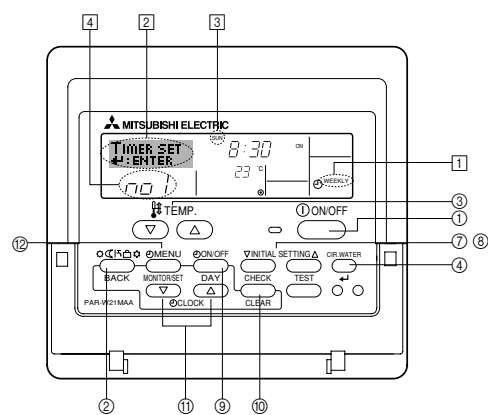 4 2 3
MITSUBISHI ELECTRIC
TIMER SET
↵:ENTER
SUN
8:30
ON
23 °C
WEEKLY
1
no 1
TEMP.
ON/OFF
③
①
⑫
MENU
ON/OFF
▽INITIAL SETTING△
CIR.WATER
⑦ ⑧
④
BACK
MONITOR/SET
DAY
CHECK
TEST
↵
PAR-W21MAA
CLOCK
CLEAR
② ⑪ ⑨ ⑩